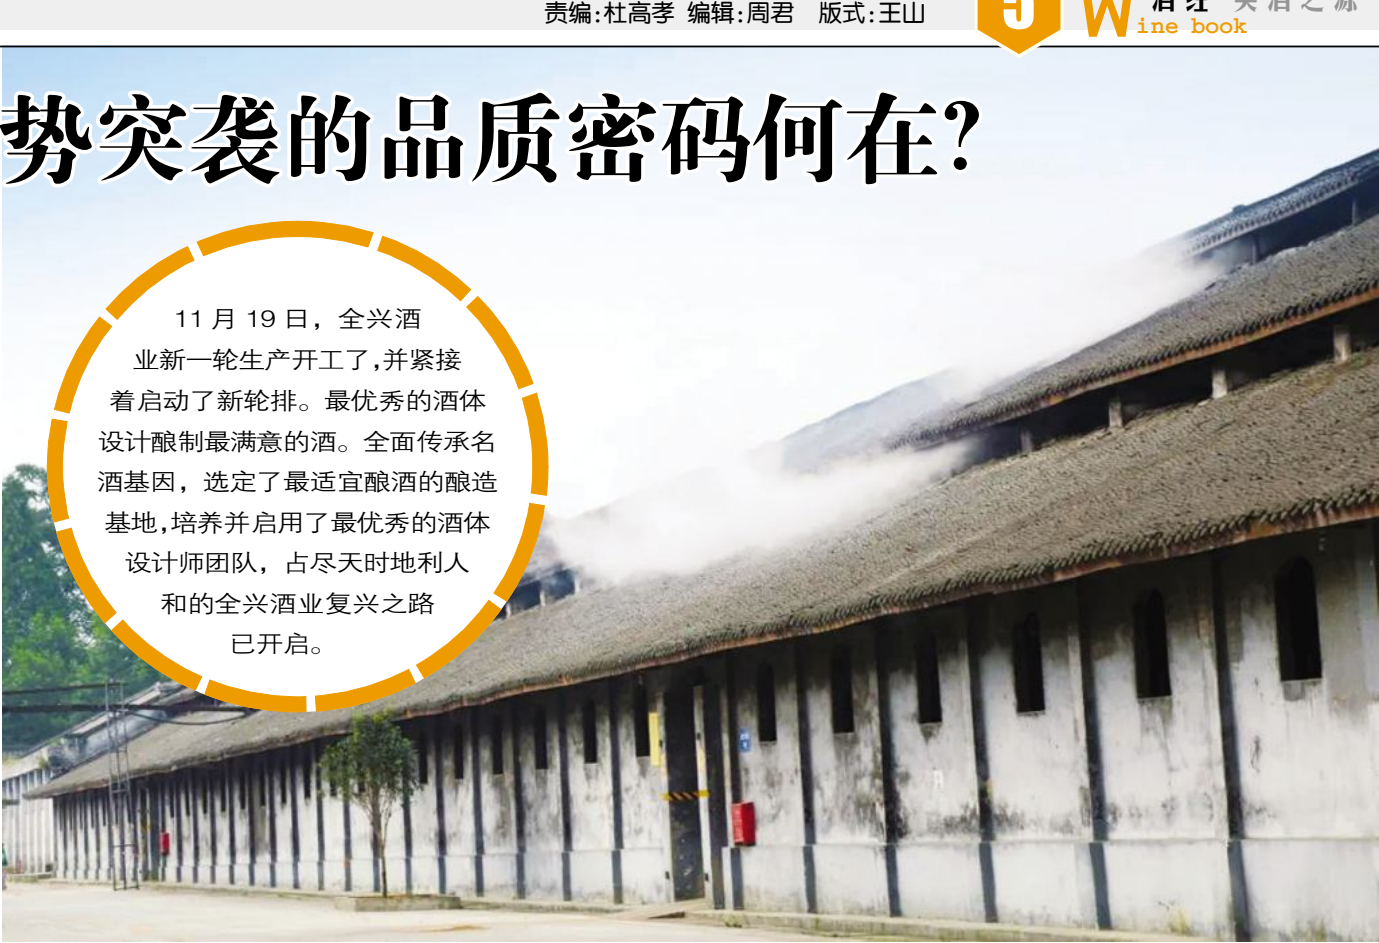 责编:杜高孝 编辑:周君 版式:王山
Wine book
势突袭的品质密码何在?
11月19日，全兴酒
业新一轮生产开工了,并紧接
着启动了新轮排。最优秀的酒体
设计酿制最满意的酒。全面传承名
酒基因，选定了最适宜酿酒的酿造
基地,培养并启用了最优秀的酒体
设计师团队，占尽天时地利人
和的全兴酒业复兴之路
已开启。